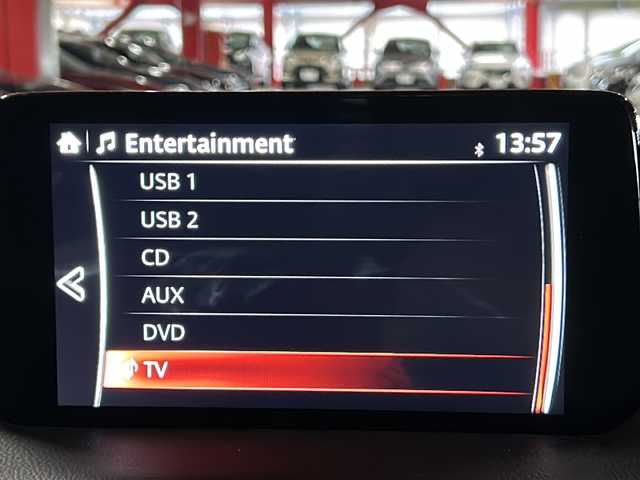 Entertainment
13:57
USB 1
USB 2
CD
AUX
DVD
TV